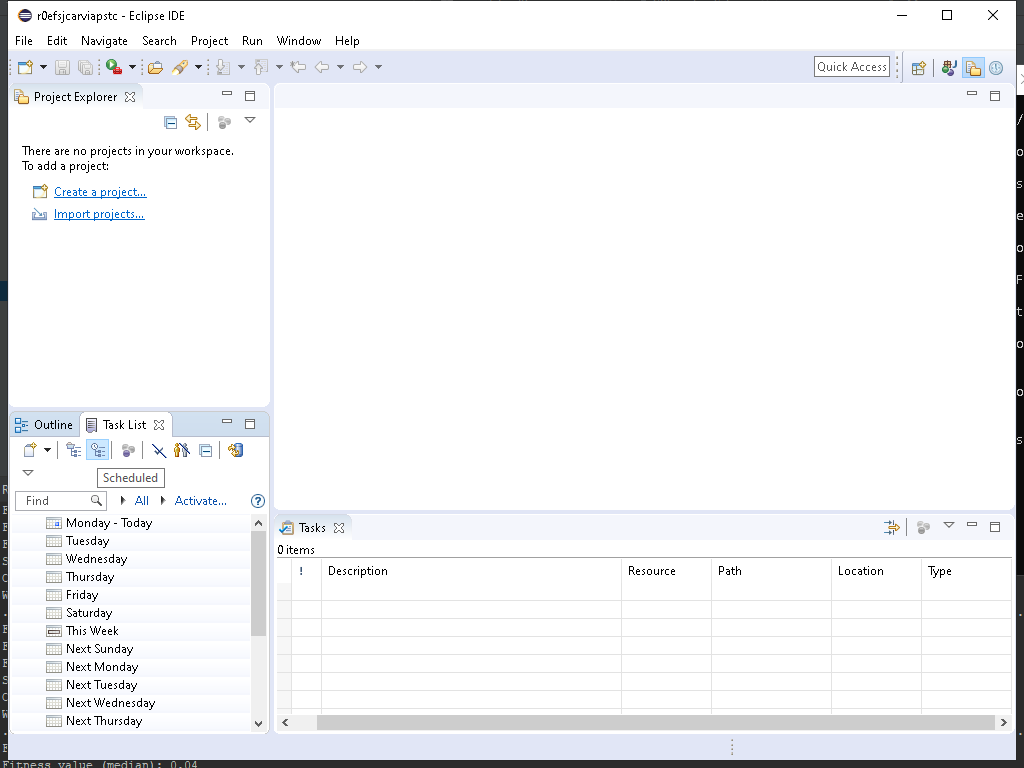 r0efsjcarviapstc - Eclipse IDE
File Edit Navigate Search Project Run Window Help
Quick Access
Project Explorer
There are no projects in your workspace.
To add a project:
Create a project...
Import projects...
Outline Task List
Scheduled
Find All Activate...
Monday - Today
Tuesday
Wednesday
Thursday
Friday
Saturday
This Week
Next Sunday
Next Monday
Next Tuesday
Next Wednesday
Next Thursday
Tasks
0 items
! Description Resource Path Location Type
Fitness value (median): 0.04